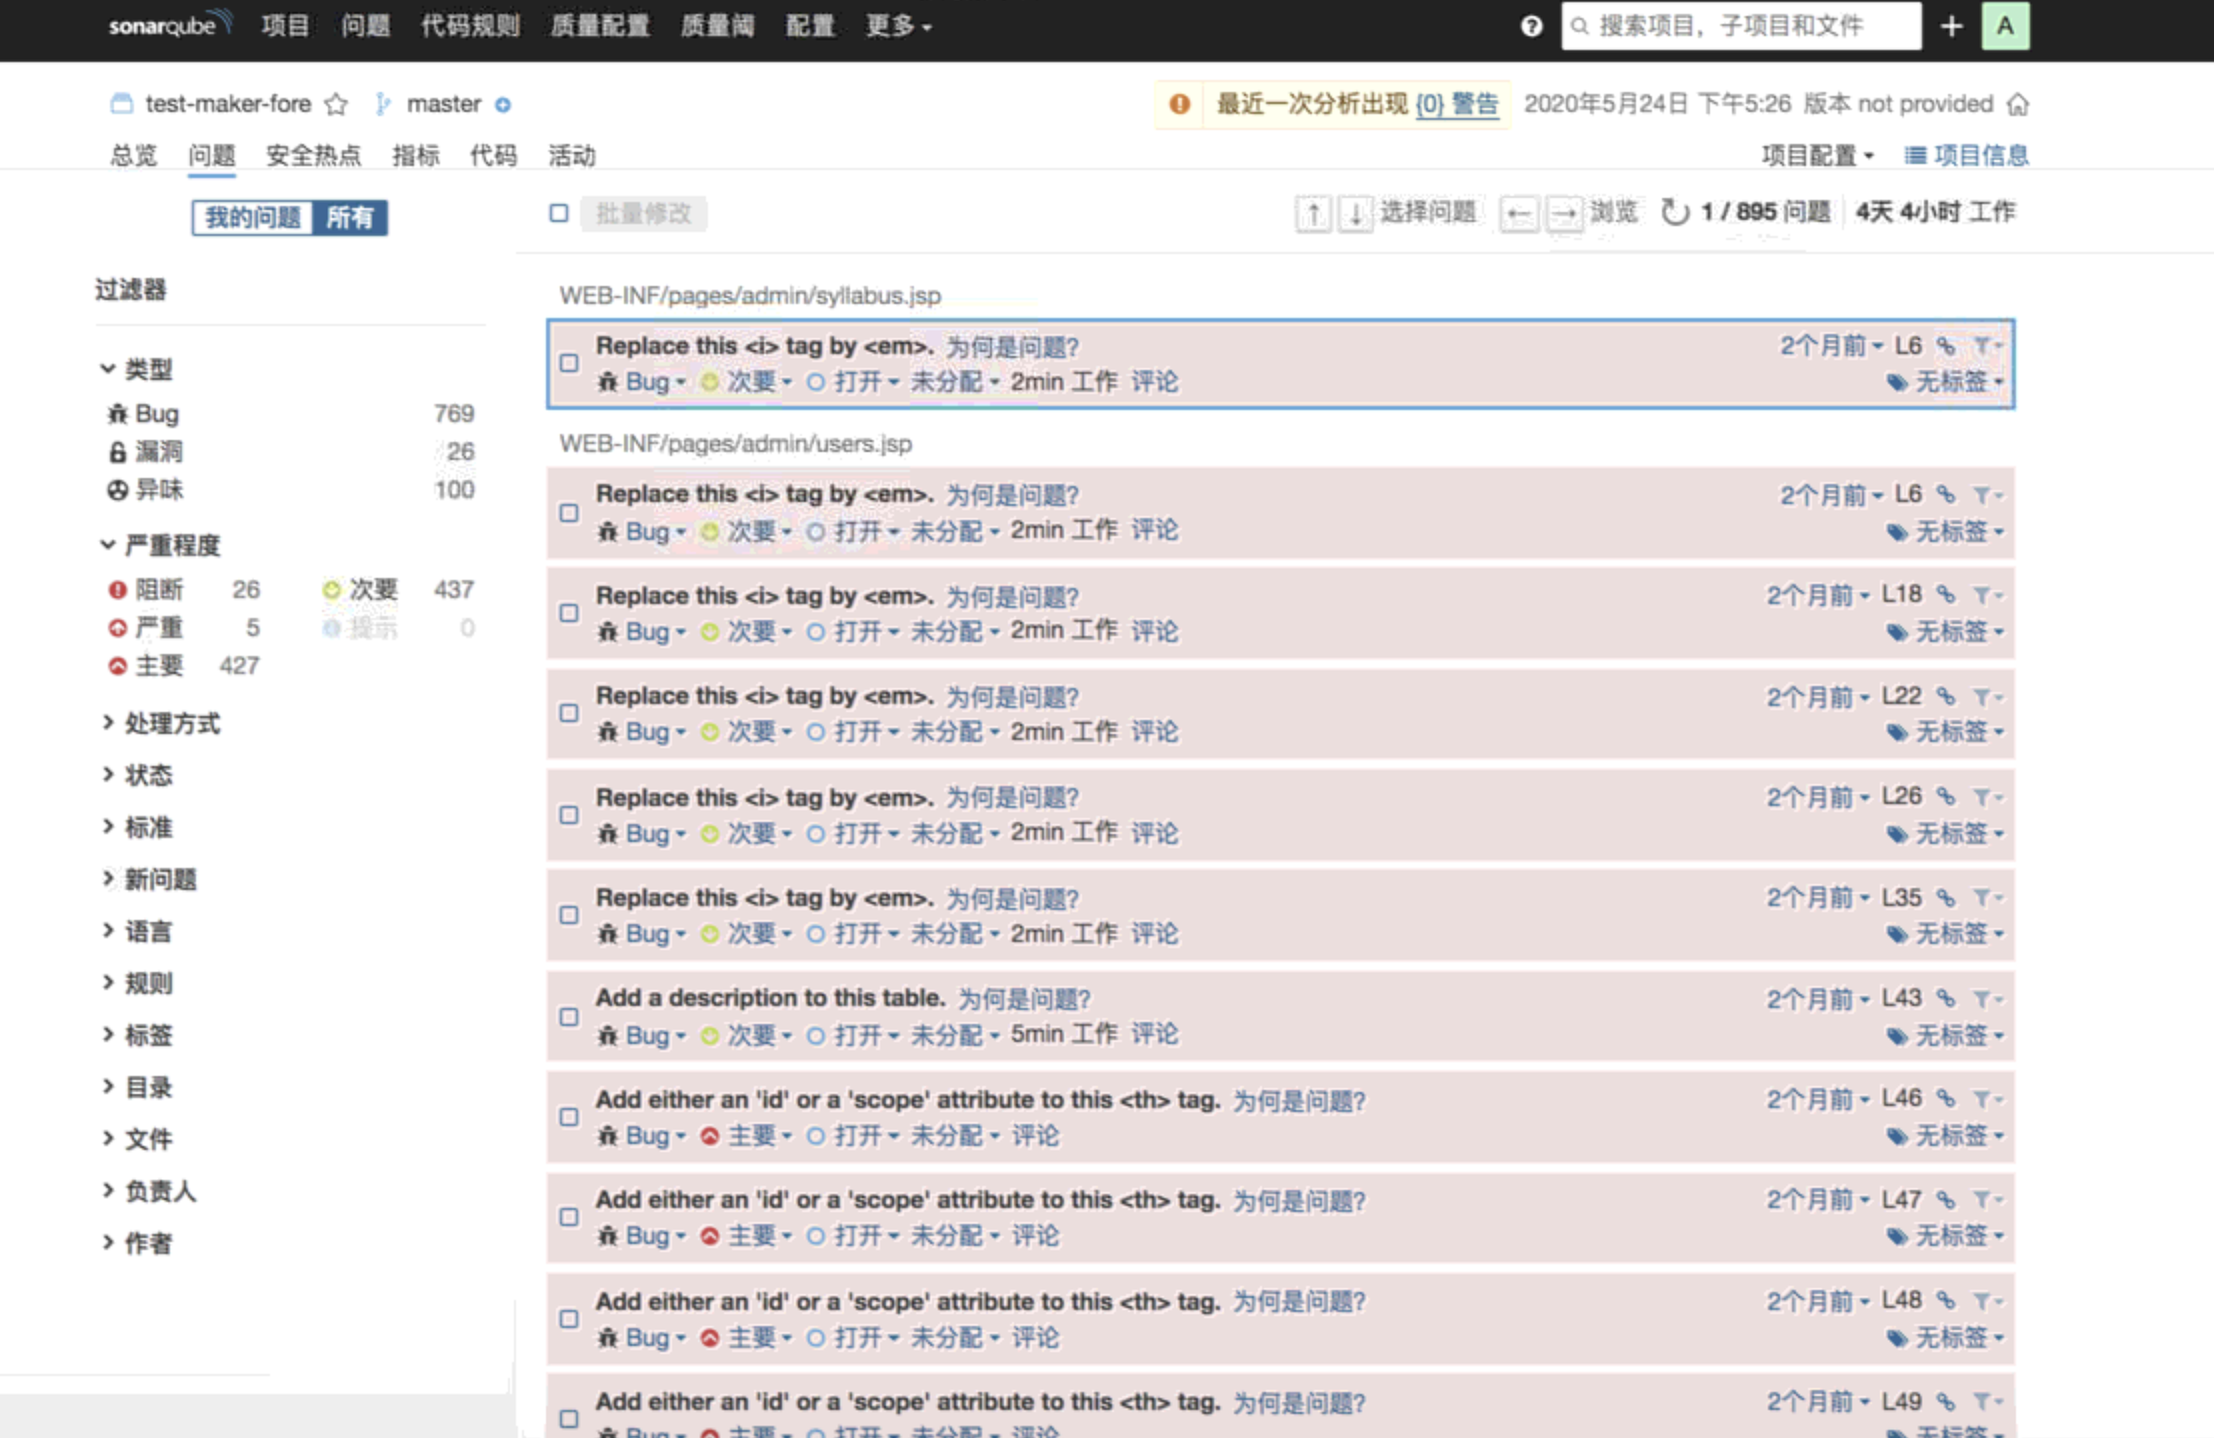 sonarqube 项目 问题 代码规则 质量配置 质量阈 配置 更多 搜索项目，子项目和文件 A
test-maker-fore master 最近一次分析出现 {0} 警告 2020年5月24日 下午5:26 版本 not provided
总览 问题 安全热点 指标 代码 活动 项目配置 项目信息
我的问题 所有 批量修改 ↑ ↓ 选择问题 ← → 浏览 1 / 895 问题 4天 4小时 工作
过滤器
类型
Bug 769
漏洞 26
异味 100
严重程度
阻断 26 次要 437
严重 5 提示 0
主要 427
处理方式
状态
标准
新问题
语言
规则
标签
目录
文件
负责人
作者
WEB-INF/pages/admin/syllabus.jsp
Replace this <i> tag by <em>. 为何是问题? 2个月前 L6
Bug 次要 打开 未分配 2min 工作 评论 无标签
WEB-INF/pages/admin/users.jsp
Replace this <i> tag by <em>. 为何是问题? 2个月前 L6
Bug 次要 打开 未分配 2min 工作 评论 无标签
Replace this <i> tag by <em>. 为何是问题? 2个月前 L18
Bug 次要 打开 未分配 2min 工作 评论 无标签
Replace this <i> tag by <em>. 为何是问题? 2个月前 L22
Bug 次要 打开 未分配 2min 工作 评论 无标签
Replace this <i> tag by <em>. 为何是问题? 2个月前 L26
Bug 次要 打开 未分配 2min 工作 评论 无标签
Replace this <i> tag by <em>. 为何是问题? 2个月前 L35
Bug 次要 打开 未分配 2min 工作 评论 无标签
Add a description to this table. 为何是问题? 2个月前 L43
Bug 次要 打开 未分配 5min 工作 评论 无标签
Add either an 'id' or a 'scope' attribute to this <th> tag. 为何是问题? 2个月前 L46
Bug 主要 打开 未分配 评论 无标签
Add either an 'id' or a 'scope' attribute to this <th> tag. 为何是问题? 2个月前 L47
Bug 主要 打开 未分配 评论 无标签
Add either an 'id' or a 'scope' attribute to this <th> tag. 为何是问题? 2个月前 L48
Bug 主要 打开 未分配 评论 无标签
Add either an 'id' or a 'scope' attribute to this <th> tag. 为何是问题? 2个月前 L49
Bug 主要 打开 未分配 评论 无标签